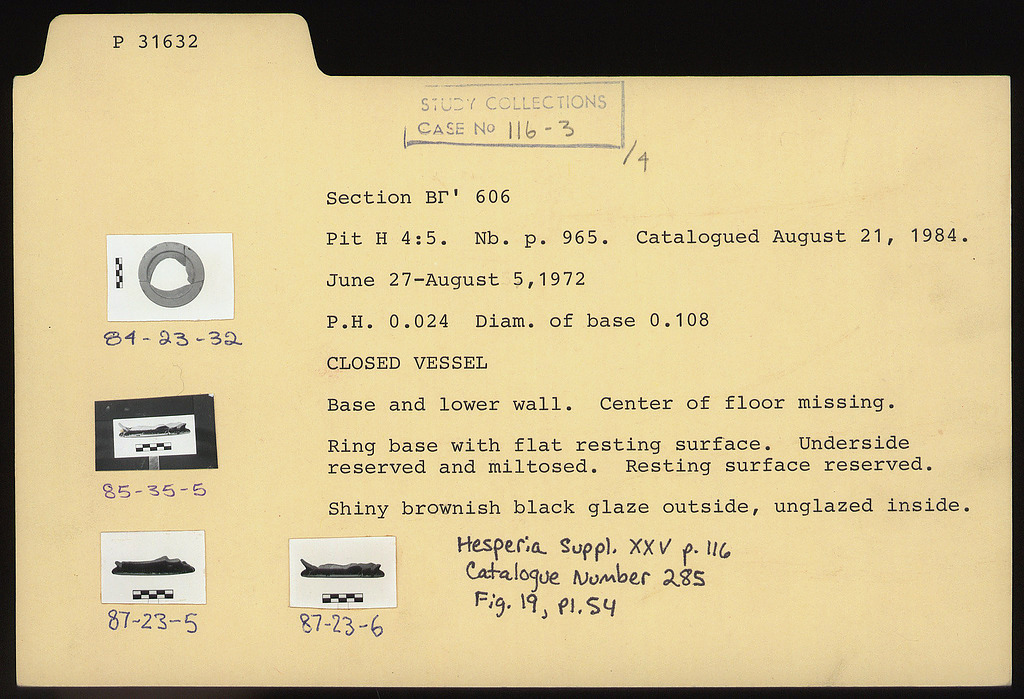 P 31632
STUDY COLLECTIONS
CASE No 116-3
/4
Section ΒΓ' 606
Pit H 4:5. Nb. p. 965. Catalogued August 21, 1984.
June 27-August 5,1972
P.H. 0.024 Diam. of base 0.108
CLOSED VESSEL
Base and lower wall. Center of floor missing.
Ring base with flat resting surface. Underside
reserved and miltosed. Resting surface reserved.
Shiny brownish black glaze outside, unglazed inside.
Hesperia Suppl. XXV p. 116
Catalogue Number 285
Fig. 19, Pl. 54
84-23-32
85-35-5
87-23-5
87-23-6